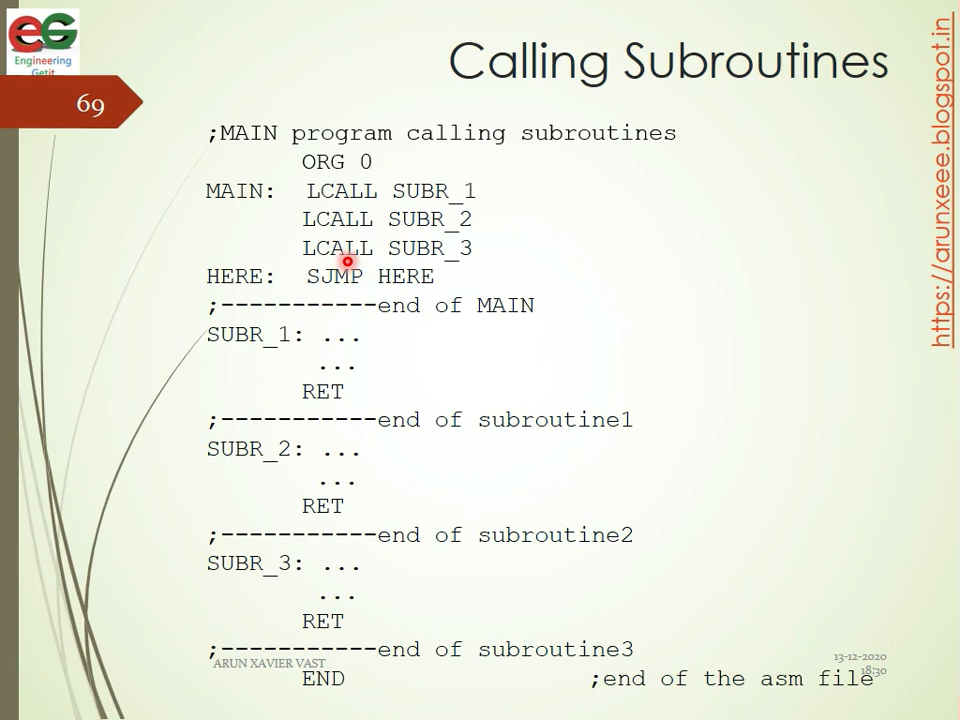 eG
Engineering
Getit
Calling Subroutines
69
https://arunxeee.blogspot.in
;MAIN program calling subroutines
ORG 0
MAIN: LCALL SUBR_1
LCALL SUBR_2
LCALL SUBR_3
HERE: SJMP HERE
;-----------end of MAIN
SUBR_1: ...
...
RET
;-----------end of subroutine1
SUBR_2: ...
...
RET
;-----------end of subroutine2
SUBR_3: ...
...
RET
;-----------end of subroutine3
ARUN XAVIER VAST
13-12-2020
18:30
END ;end of the asm file